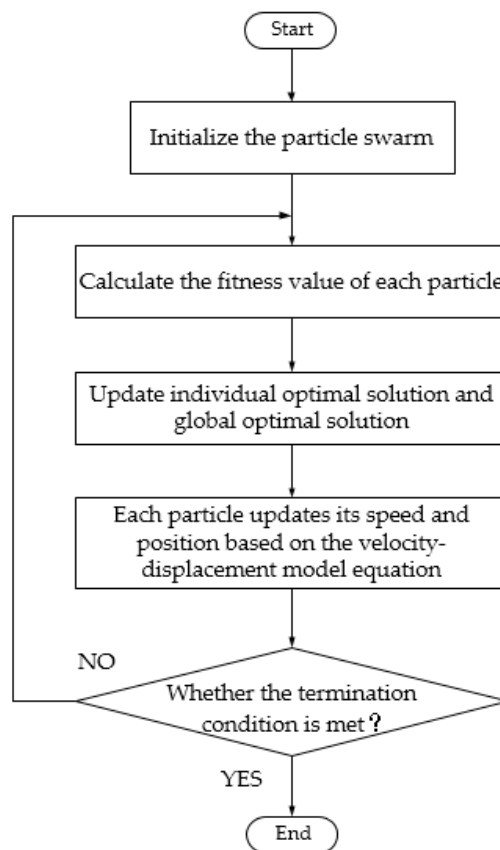 Start
Initialize the particle swarm
Calculate the fitness value of each particle
Update individual optimal solution and
global optimal solution
Each particle updates its speed and
position based on the velocity-
displacement model equation
NO
Whether the termination
condition is met?
YES
End